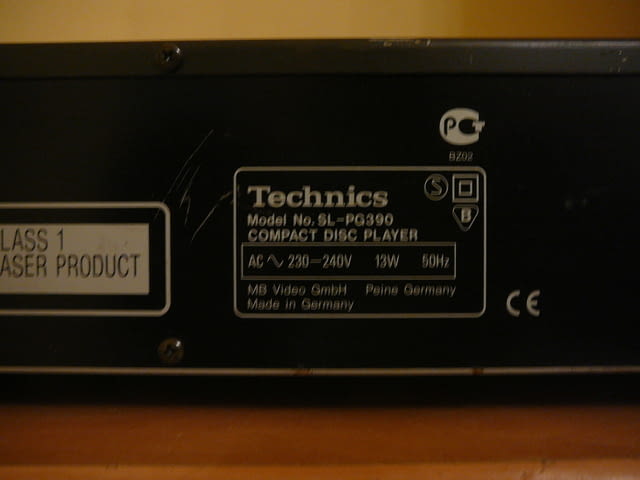 BZ02
Technics
Model No. SL-PG390
COMPACT DISC PLAYER
AC ∿ 230—240V 13W 50Hz
MB Video GmbH Peine Germany
Made in Germany
LASS 1
ASER PRODUCT
S
B
PCT
CE